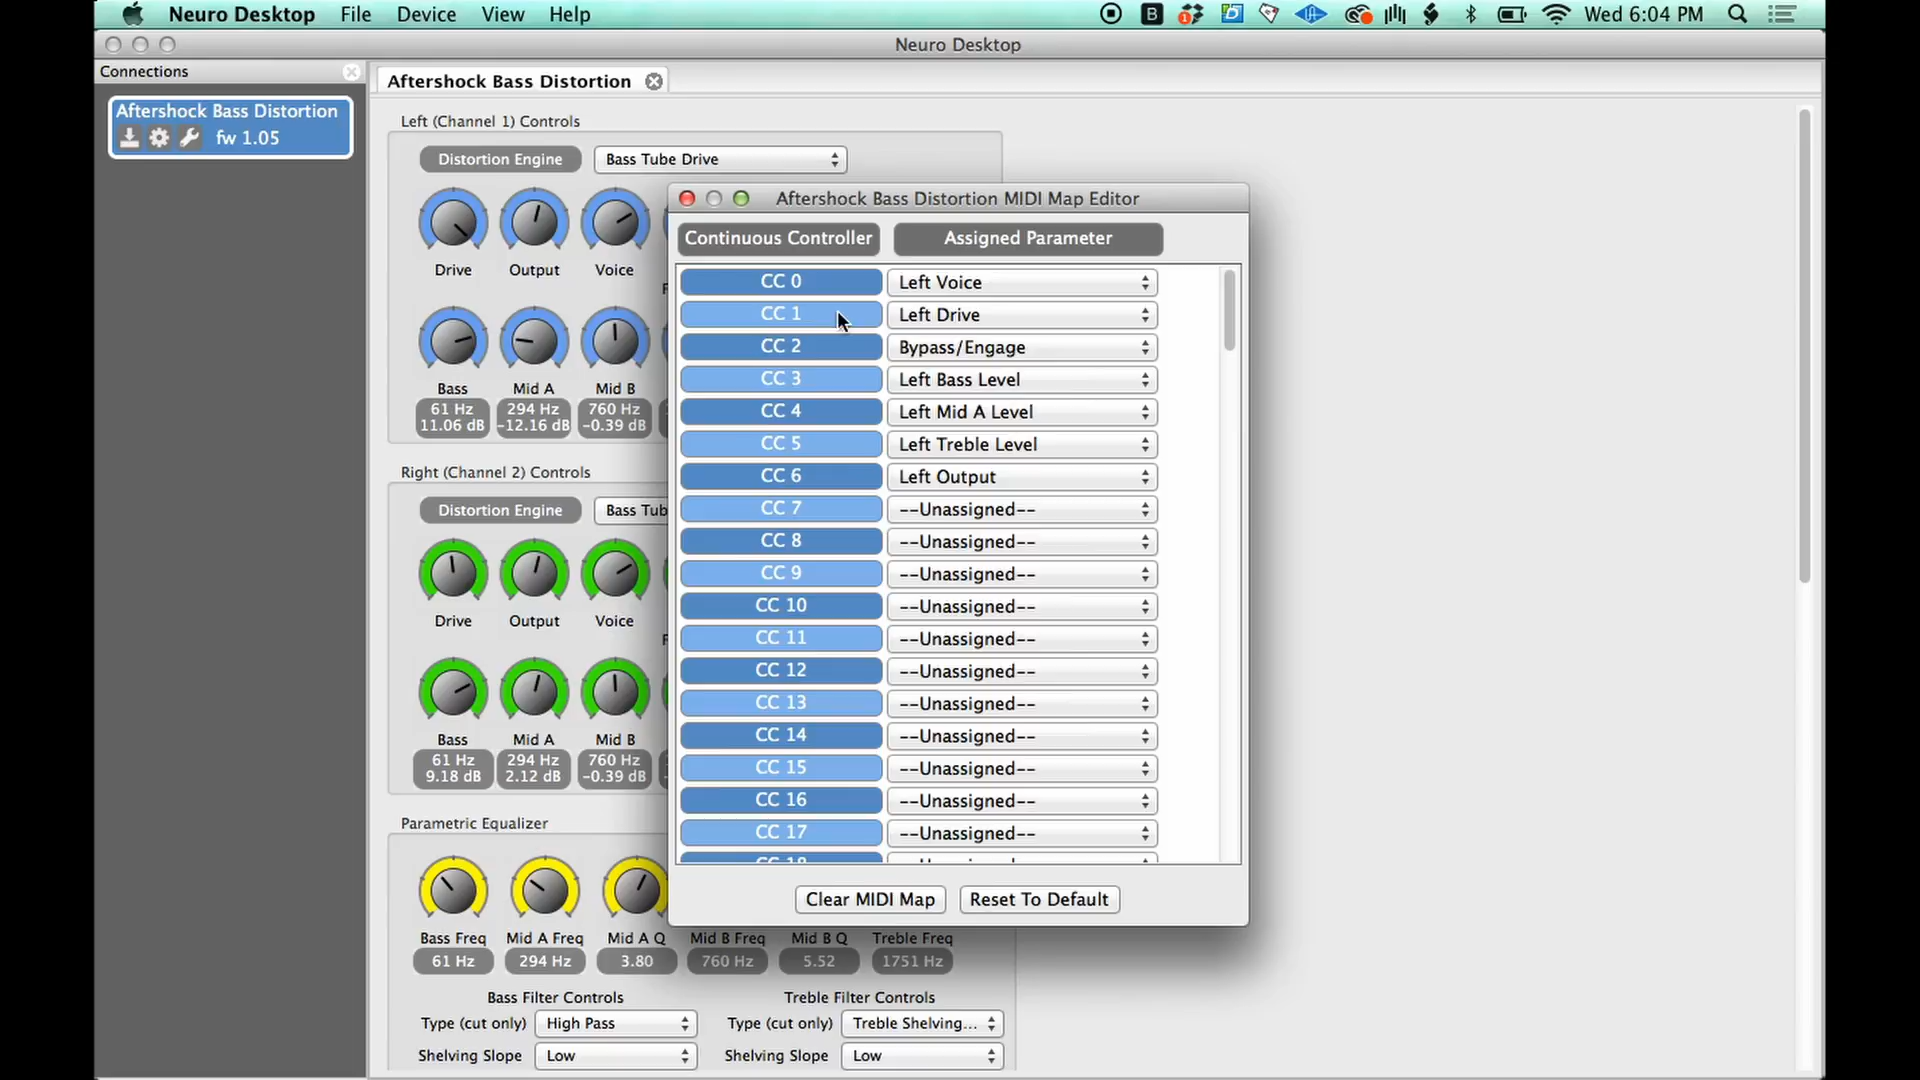 Neuro Desktop File Device View Help
Wed 6:04 PM
Neuro Desktop
Connections
Aftershock Bass Distortion
fw 1.05
Aftershock Bass Distortion
Left (Channel 1) Controls
Distortion Engine
Bass Tube Drive
Drive
Output
Voice
Bass
Mid A
Mid B
61 Hz
11.06 dB
294 Hz
-12.16 dB
760 Hz
-0.39 dB
Right (Channel 2) Controls
Distortion Engine
Bass Tub
Drive
Output
Voice
Bass
Mid A
Mid B
61 Hz
9.18 dB
294 Hz
2.12 dB
760 Hz
-0.39 dB
Parametric Equalizer
Bass Freq
Mid A Freq
Mid A Q
Mid B Freq
Mid B Q
Treble Freq
61 Hz
294 Hz
3.80
760 Hz
5.52
1751 Hz
Bass Filter Controls
Treble Filter Controls
Type (cut only)
High Pass
Type (cut only)
Treble Shelving...
Shelving Slope
Low
Shelving Slope
Low
Aftershock Bass Distortion MIDI Map Editor
Continuous Controller
Assigned Parameter
CC 0 Left Voice
CC 1 Left Drive
CC 2 Bypass/Engage
CC 3 Left Bass Level
CC 4 Left Mid A Level
CC 5 Left Treble Level
CC 6 Left Output
CC 7 --Unassigned--
CC 8 --Unassigned--
CC 9 --Unassigned--
CC 10 --Unassigned--
CC 11 --Unassigned--
CC 12 --Unassigned--
CC 13 --Unassigned--
CC 14 --Unassigned--
CC 15 --Unassigned--
CC 16 --Unassigned--
CC 17 --Unassigned--
CC 18
Clear MIDI Map
Reset To Default